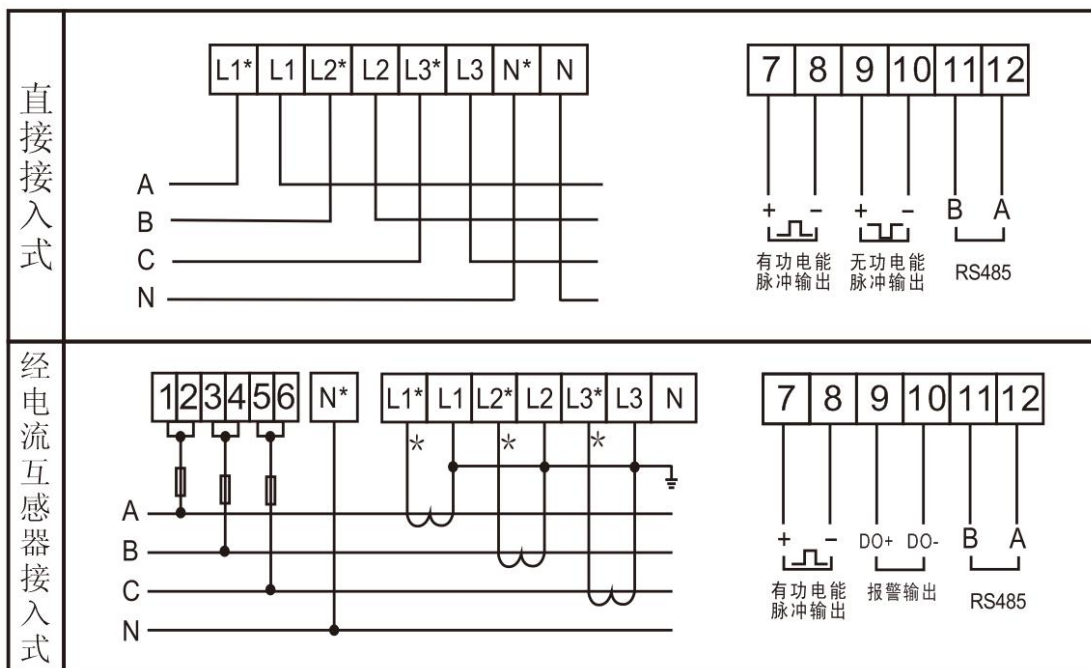 直接接入式
L1* L1 L2* L2 L3* L3 N* N
A
B
C
N
7 8 9 10 11 12
+ − + − B A
有功电能 无功电能 RS485
脉冲输出 脉冲输出
经电流互感器接入式
1 2 3 4 5 6 N* L1* L1 L2* L2 L3* L3 N
* * *
A
B
C
N
7 8 9 10 11 12
+ − DO+ DO- B A
有功电能 报警输出 RS485
脉冲输出